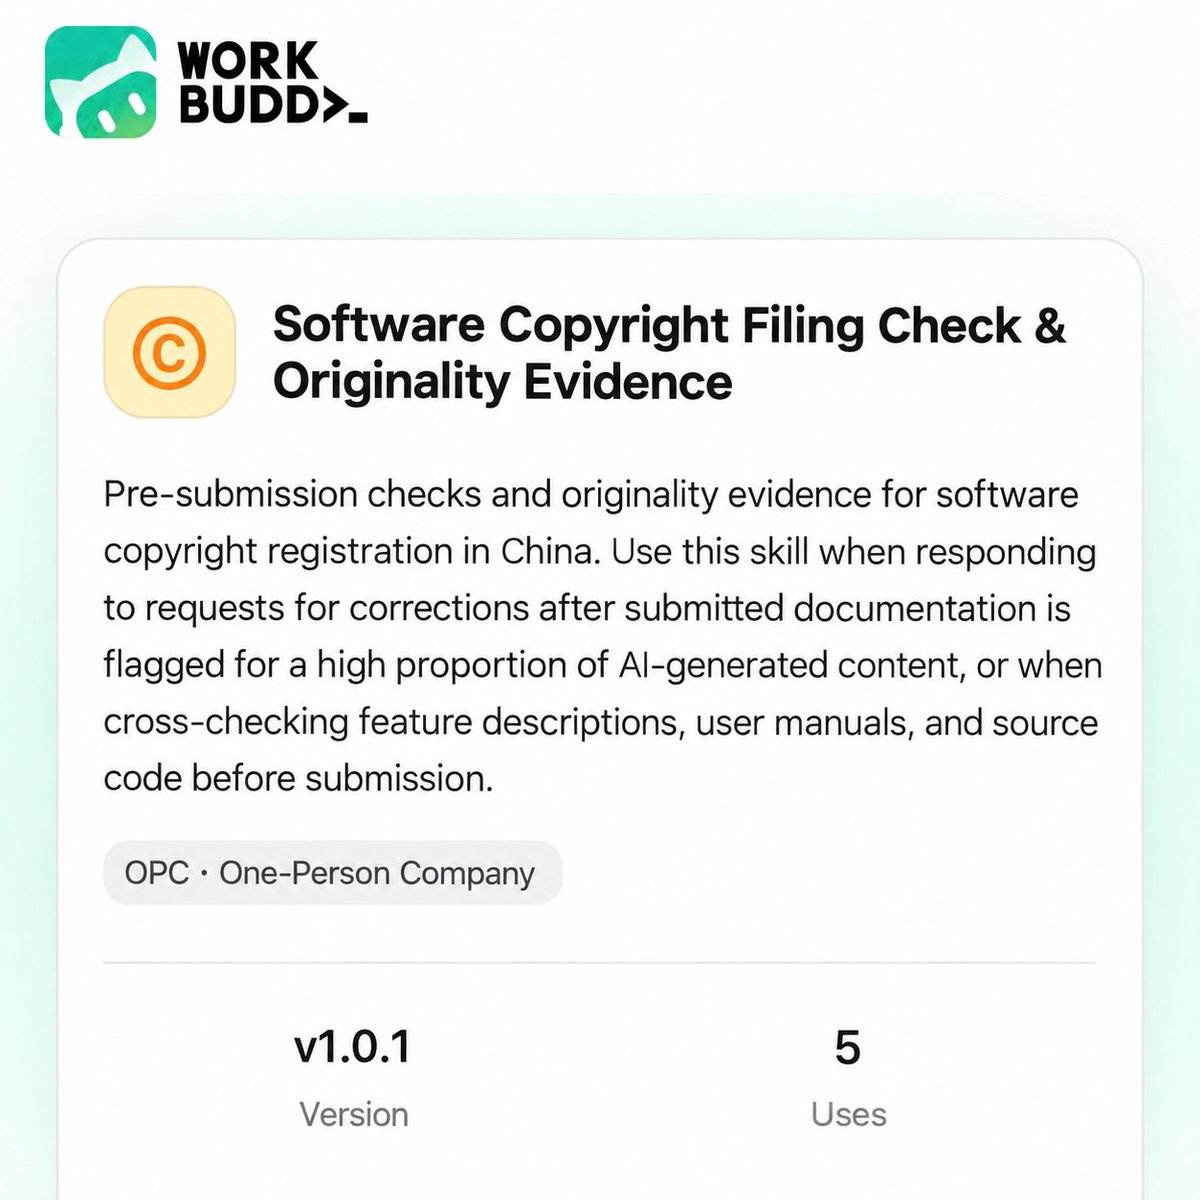 WORK
BUDD>_
©
Software Copyright Filing Check &
Originality Evidence
Pre-submission checks and originality evidence for software
copyright registration in China. Use this skill when responding
to requests for corrections after submitted documentation is
flagged for a high proportion of AI-generated content, or when
cross-checking feature descriptions, user manuals, and source
code before submission.
OPC · One-Person Company
v1.0.1
5
Version
Uses